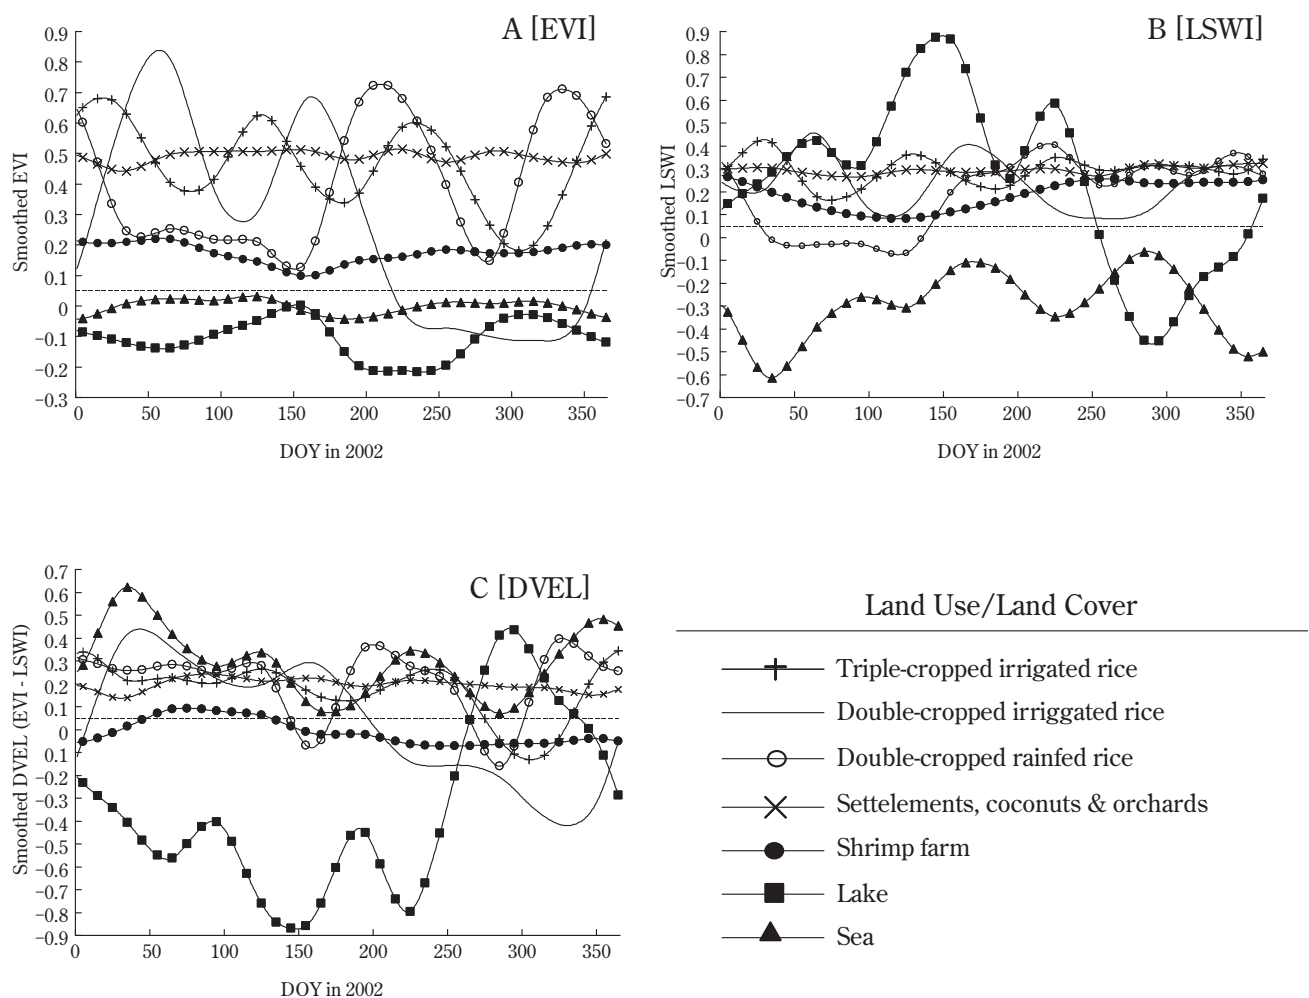 A [EVI]
0.9
0.8
0.7
0.6
0.5
0.4
0.3
0.2
0.1
0
−0.1
−0.2
−0.3
Smoothed EVI
0 50 100 150 200 250 300 350
DOY in 2002
B [LSWI]
0.9
0.8
0.7
0.6
0.5
0.4
0.3
0.2
0.1
0
−0.1
−0.2
−0.3
−0.4
−0.5
−0.6
−0.7
Smoothed LSWI
0 50 100 150 200 250 300 350
DOY in 2002
C [DVEL]
0.7
0.6
0.5
0.4
0.3
0.2
0.1
0
−0.1
−0.2
−0.3
−0.4
−0.5
−0.6
−0.7
−0.8
−0.9
Smoothed DVEL (EVI - LSWI)
0 50 100 150 200 250 300 350
DOY in 2002
Land Use/Land Cover
Triple-cropped irrigated rice
Double-cropped irriggated rice
Double-cropped rainfed rice
Settelements, coconuts & orchards
Shrimp farm
Lake
Sea